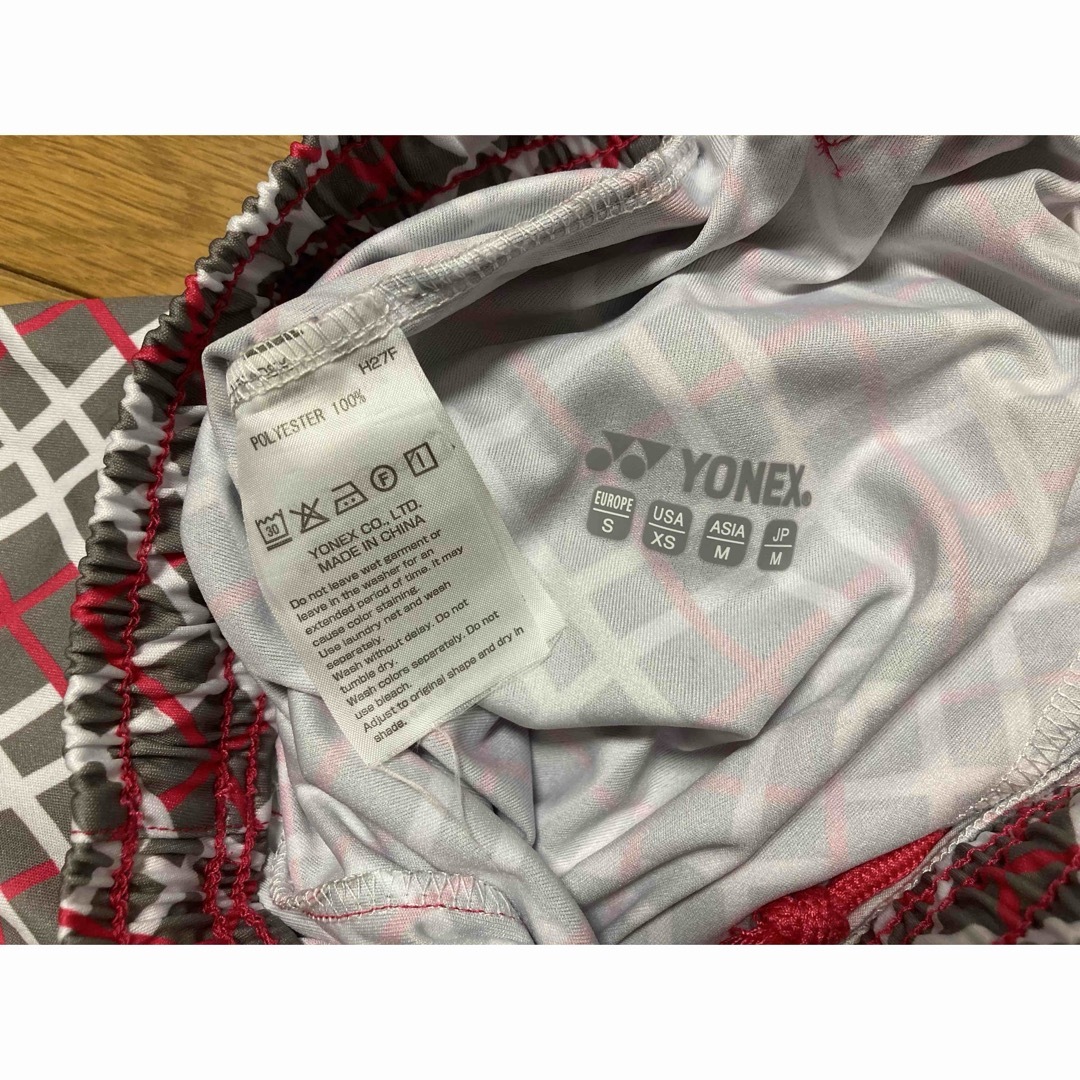 H27F
POLYESTER 100%
30
F
1
YONEX CO., LTD.
MADE IN CHINA
Do not leave wet garment or
leave in the washer for an
extended period of time. it may
cause color staining.
Use laundry net and wash
separately.
Wash without delay. Do not
tumble dry.
Wash colors separately. Do not
use bleach.
Adjust to original shape and dry in
shade.
YONEX®
EUROPE
S
USA
XS
ASIA
M
JP
M